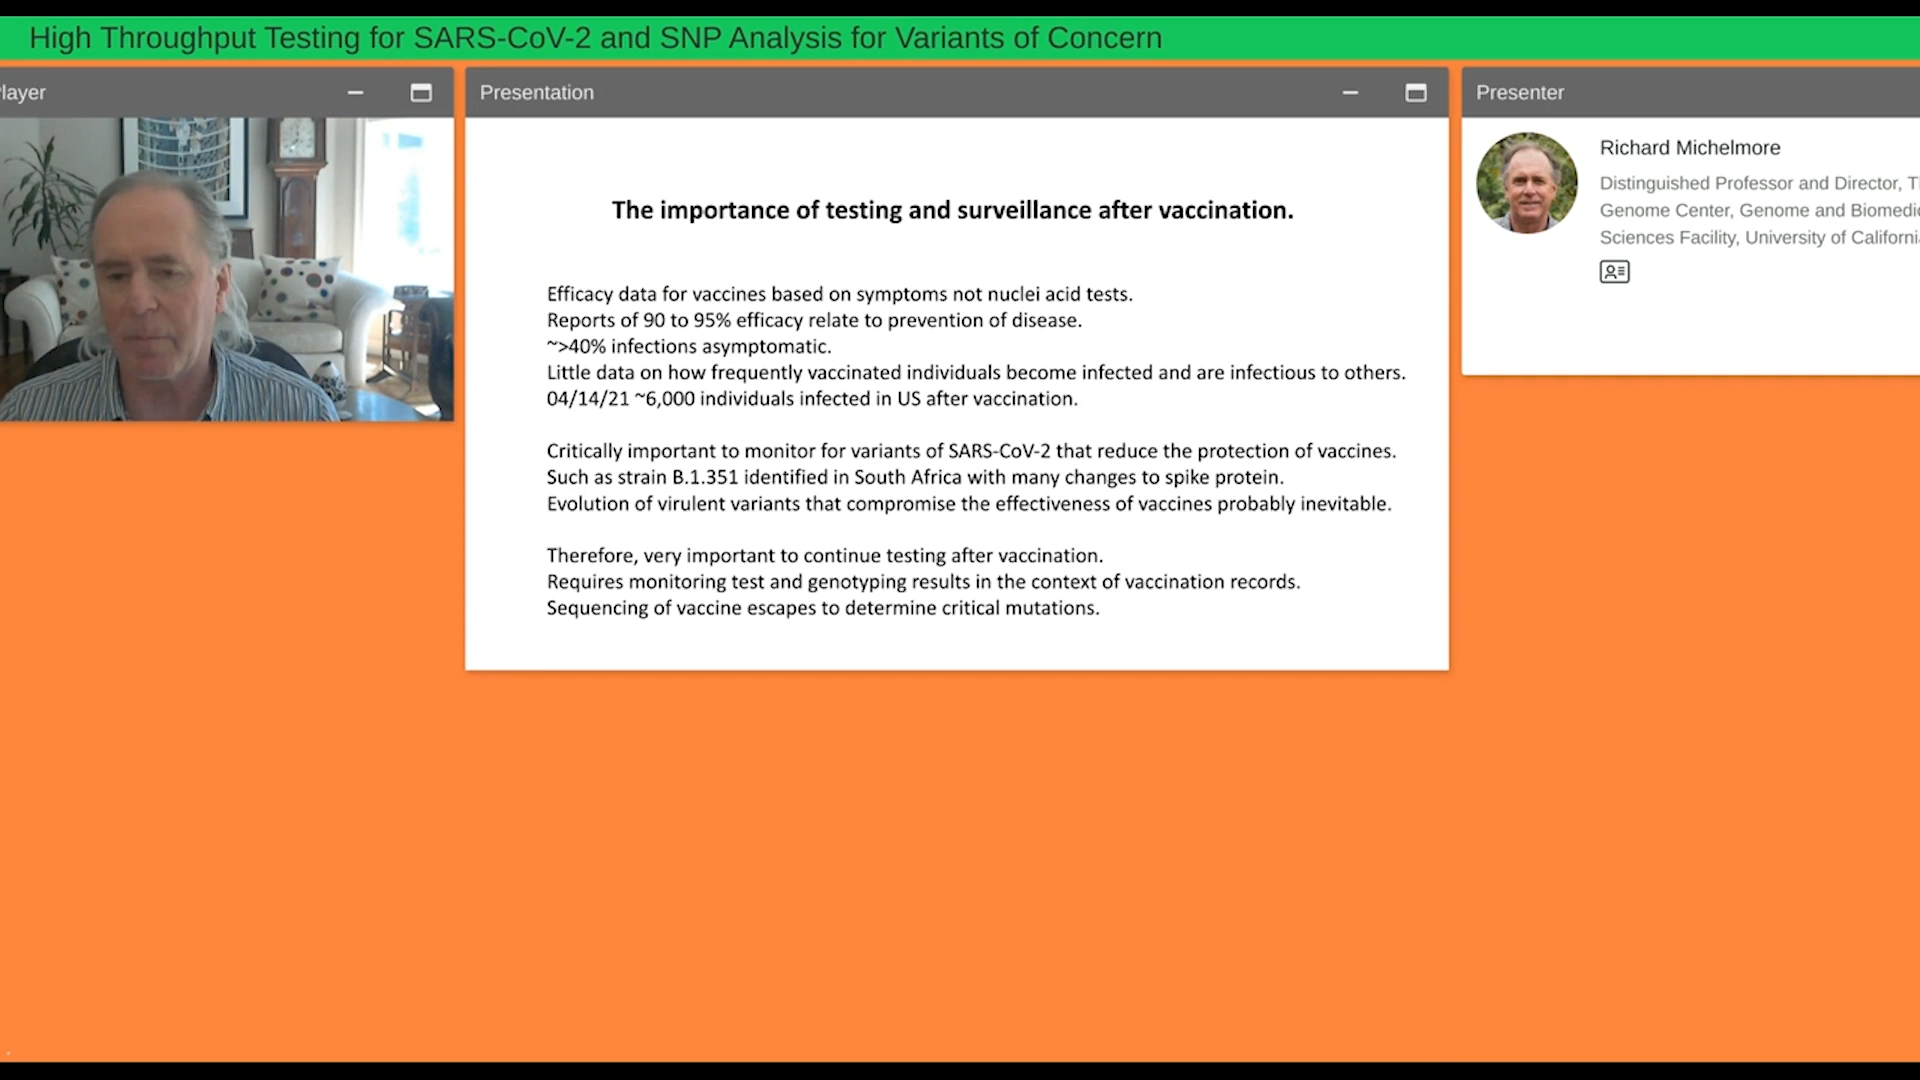 High Throughput Testing for SARS-CoV-2 and SNP Analysis for Variants of Concern
Presentation
The importance of testing and surveillance after vaccination.
Efficacy data for vaccines based on symptoms not nuclei acid tests.
Reports of 90 to 95% efficacy relate to prevention of disease.
~>40% infections asymptomatic.
Little data on how frequently vaccinated individuals become infected and are infectious to others.
04/14/21 ~6,000 individuals infected in US after vaccination.
Critically important to monitor for variants of SARS-CoV-2 that reduce the protection of vaccines.
Such as strain B.1.351 identified in South Africa with many changes to spike protein.
Evolution of virulent variants that compromise the effectiveness of vaccines probably inevitable.
Therefore, very important to continue testing after vaccination.
Requires monitoring test and genotyping results in the context of vaccination records.
Sequencing of vaccine escapes to determine critical mutations.
Presenter
Richard Michelmore
Distinguished Professor and Director,
Genome Center, Genome and
Sciences Facility, University of